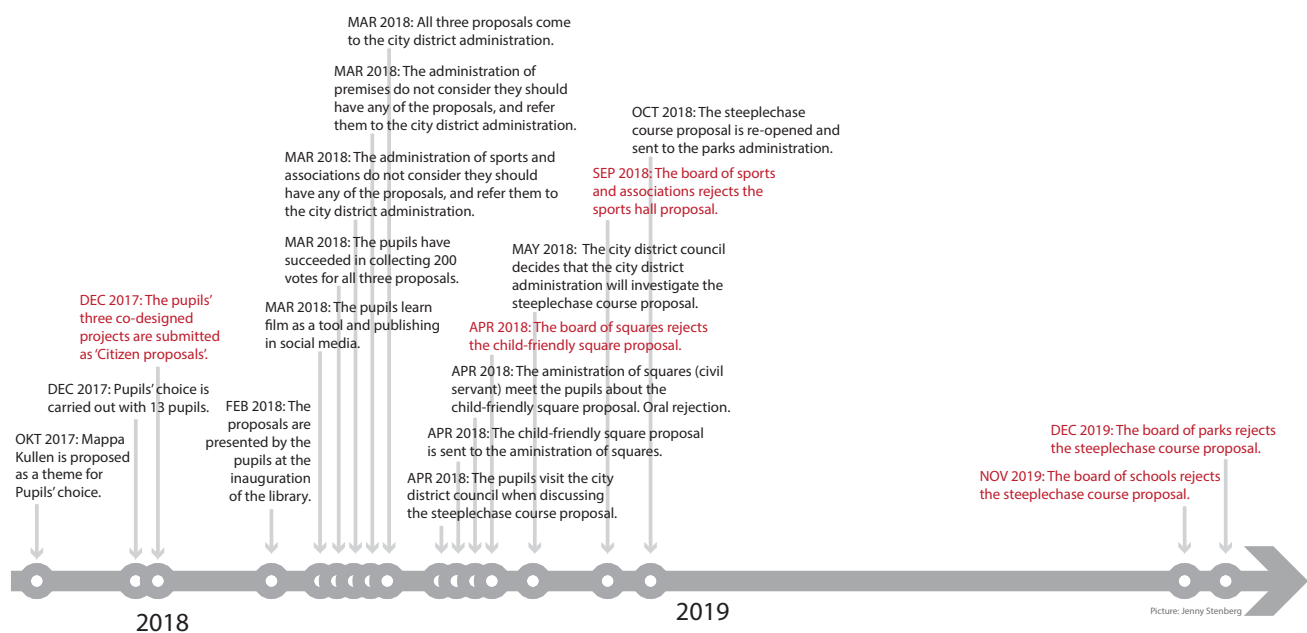 MAR 2018: All three proposals come
to the city district administration.
MAR 2018: The administration of
premises do not consider they should
have any of the proposals, and refer
them to the city district administration.
OCT 2018: The steeplechase
course proposal is re-opened and
sent to the parks administration.
MAR 2018: The administration of sports and
associations do not consider they should
have any of the proposals, and refer them to
the city district administration.
SEP 2018: The board of sports
and associations rejects the
sports hall proposal.
MAR 2018: The pupils have
succeeded in collecting 200
votes for all three proposals.
MAY 2018: The city district council
decides that the city district
administration will investigate the
steeplechase course proposal.
DEC 2017: The pupils'
three co-designed
projects are submitted
as 'Citizen proposals'.
MAR 2018: The pupils learn
film as a tool and publishing
in social media.
APR 2018: The board of squares rejects
the child-friendly square proposal.
APR 2018: The aministration of squares (civil
servant) meet the pupils about the
child-friendly square proposal. Oral rejection.
DEC 2017: Pupils' choice is
carried out with 13 pupils.
FEB 2018: The
proposals are
presented by the
pupils at the
inauguration
of the library.
APR 2018: The child-friendly square proposal
is sent to the aministration of squares.
OKT 2017: Mappa
Kullen is proposed
as a theme for
Pupils' choice.
DEC 2019: The board of parks rejects
the steeplechase course proposal.
APR 2018: The pupils visit the city
district council when discussing
the steeplechase course proposal.
NOV 2019: The board of schools rejects
the steeplechase course proposal.
2018
2019
Picture: Jenny Stenberg